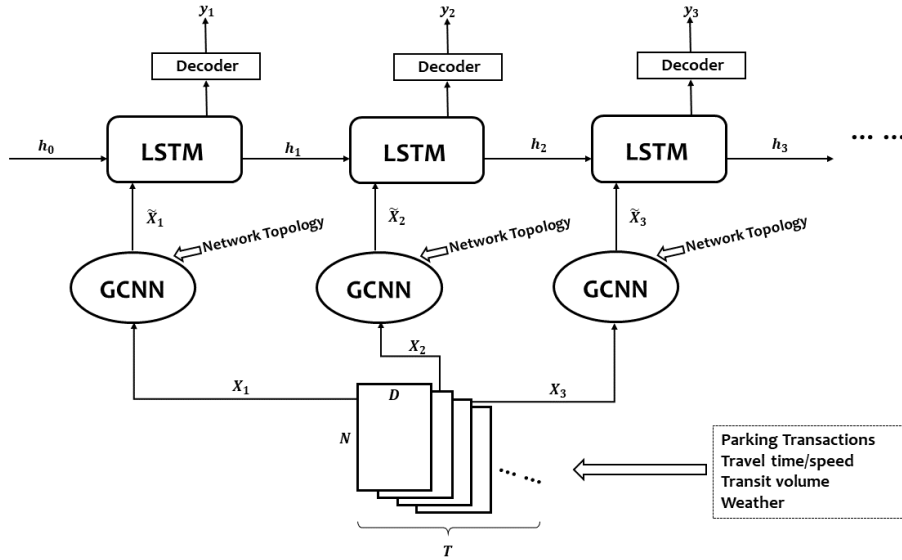 y₁ y₂ y₃
Decoder Decoder Decoder
h₀ LSTM h₁ LSTM h₂ LSTM h₃ ... ...
X̃₁ X̃₂ X̃₃
Network Topology Network Topology Network Topology
GCNN GCNN GCNN
X₂
X₁ D X₃
N
Parking Transactions
Travel time/speed
Transit volume
Weather
... ...
T